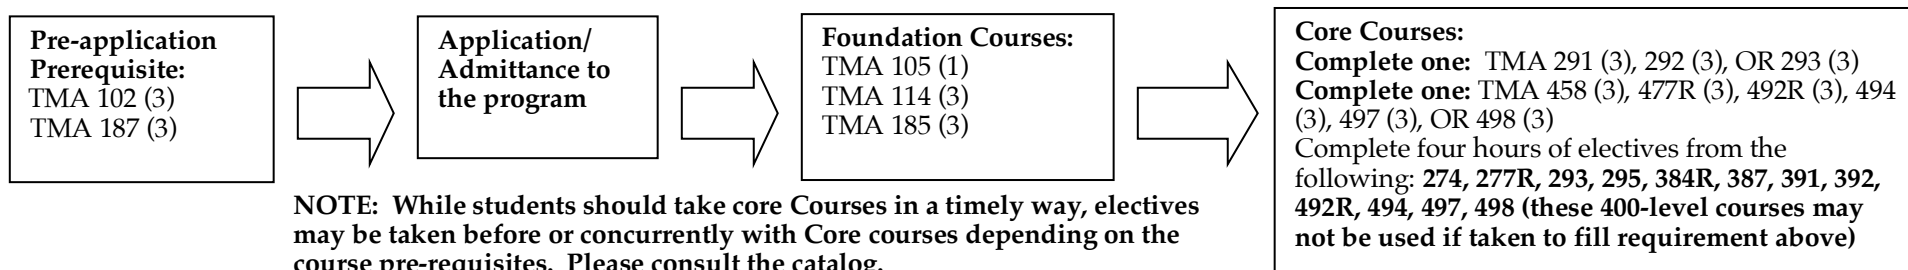 Pre-application
Prerequisite:
TMA 102 (3)
TMA 187 (3)
Application/
Admittance to
the program
Foundation Courses:
TMA 105 (1)
TMA 114 (3)
TMA 185 (3)
Core Courses:
Complete one:  TMA 291 (3), 292 (3), OR 293 (3)
Complete one: TMA 458 (3), 477R (3), 492R (3), 494
(3), 497 (3), OR 498 (3)
Complete four hours of electives from the
following: 274, 277R, 293, 295, 384R, 387, 391, 392,
492R, 494, 497, 498 (these 400-level courses may
not be used if taken to fill requirement above)
NOTE:  While students should take core Courses in a timely way, electives
may be taken before or concurrently with Core courses depending on the
course pre-requisites.  Please consult the catalog.